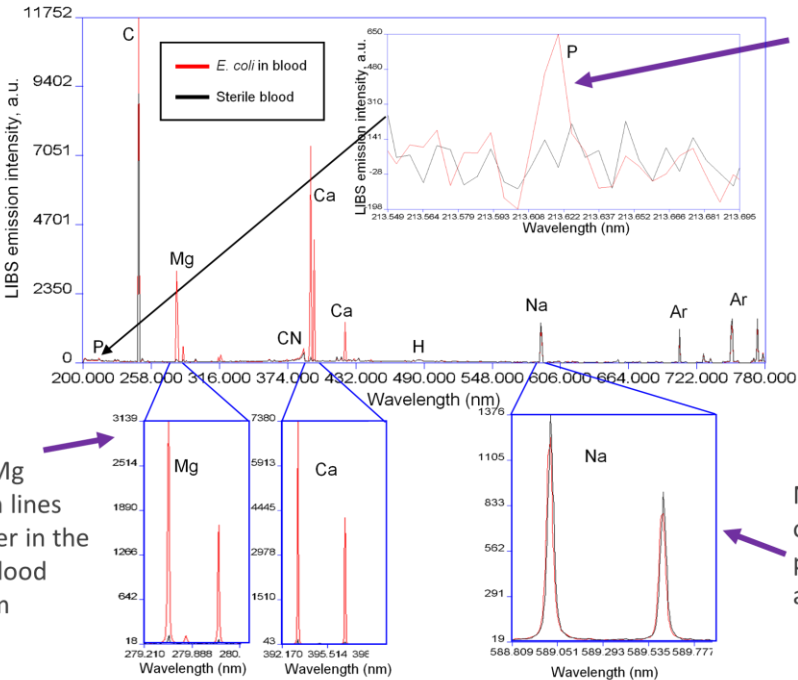 11752
9402
7051
4701
2350
0
LIBS emission intensity, a.u.
C
E. coli in blood
Sterile blood
Mg
P
CN
Ca
Ca
H
Na
Ar
Ar
200.000 258.000 316.000 374.000 432.000 490.000 548.000 606.000 664.000 722.000 780.000
Wavelength (nm)
650
480
310
141
-28
-198
LIBS emission intensity, a.u.
P
213.549 213.564 213.579 213.593 213.608 213.622 213.637 213.652 213.666 213.681 213.695
Wavelength (nm)
Mg
lines
er in the
lood
3139
2514
1890
1266
642
18
Mg
279.210 279.888 280.
Wavelength (nm)
7380
5913
4445
2978
1510
43
Ca
392.170 395.514
Wavelength (nm)
1376
1105
833
562
291
19
Na
588.809 589.051 589.293 589.535 589.777
Wavelength (nm)